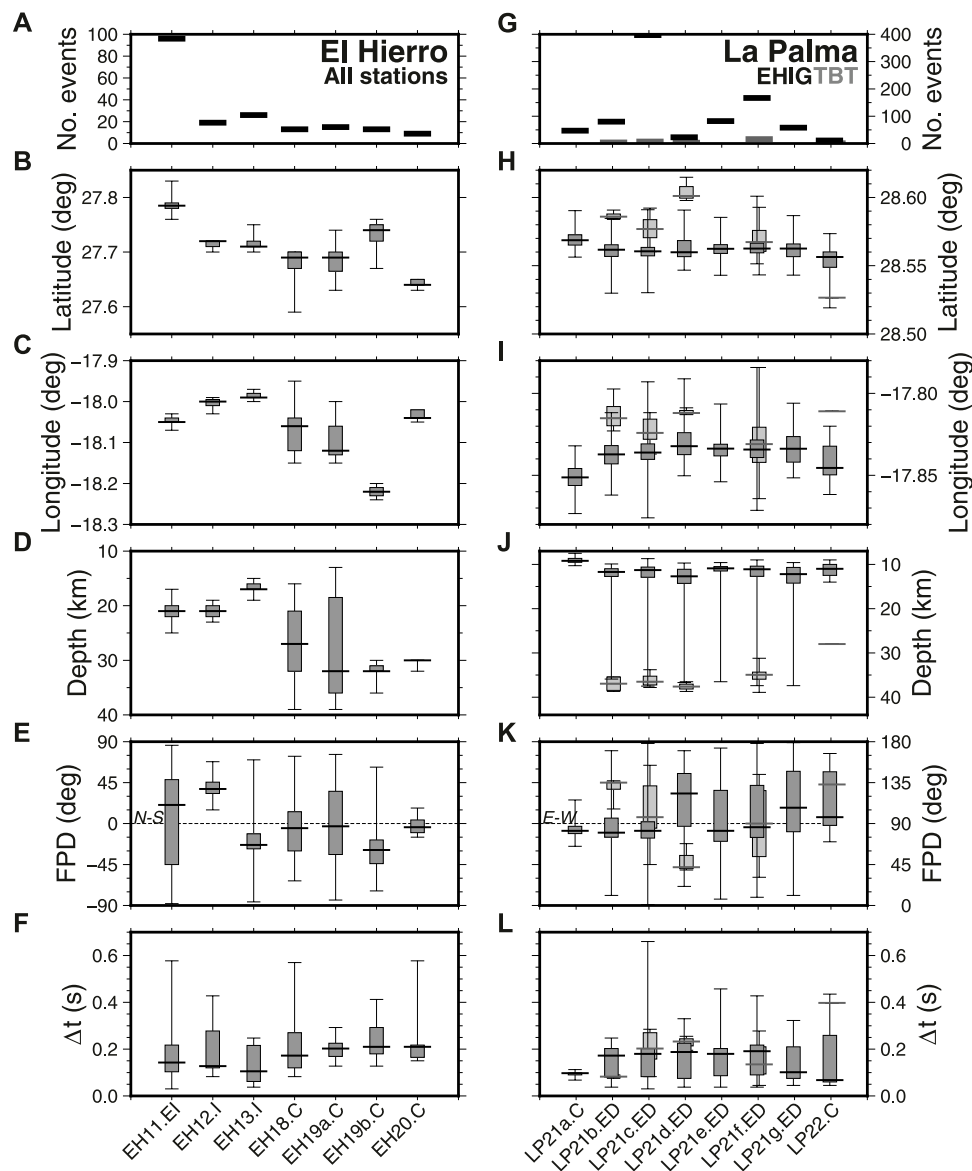 A
No. events
100
80
60
40
20
0
El Hierro
All stations
B
Latitude (deg)
27.8
27.7
27.6
C
Longitude (deg)
−17.9
−18.0
−18.1
−18.2
−18.3
D
Depth (km)
10
20
30
40
E
FPD (deg)
90
45
0
−45
−90
N-S
F
Δt (s)
0.6
0.4
0.2
0.0
EH11.EI
EH12.I
EH13.I
EH18.C
EH19a.C
EH19b.C
EH20.C
G
La Palma
EHIGTBT
400
300
200
100
0
No. events
H
28.60
28.55
28.50
Latitude (deg)
I
−17.80
−17.85
Longitude (deg)
J
10
20
30
40
Depth (km)
K
E-W
180
135
90
45
0
FPD (deg)
L
0.6
0.4
0.2
0.0
Δt (s)
LP21a.C
LP21b.ED
LP21c.ED
LP21d.ED
LP21e.ED
LP21f.ED
LP21g.ED
LP22.C